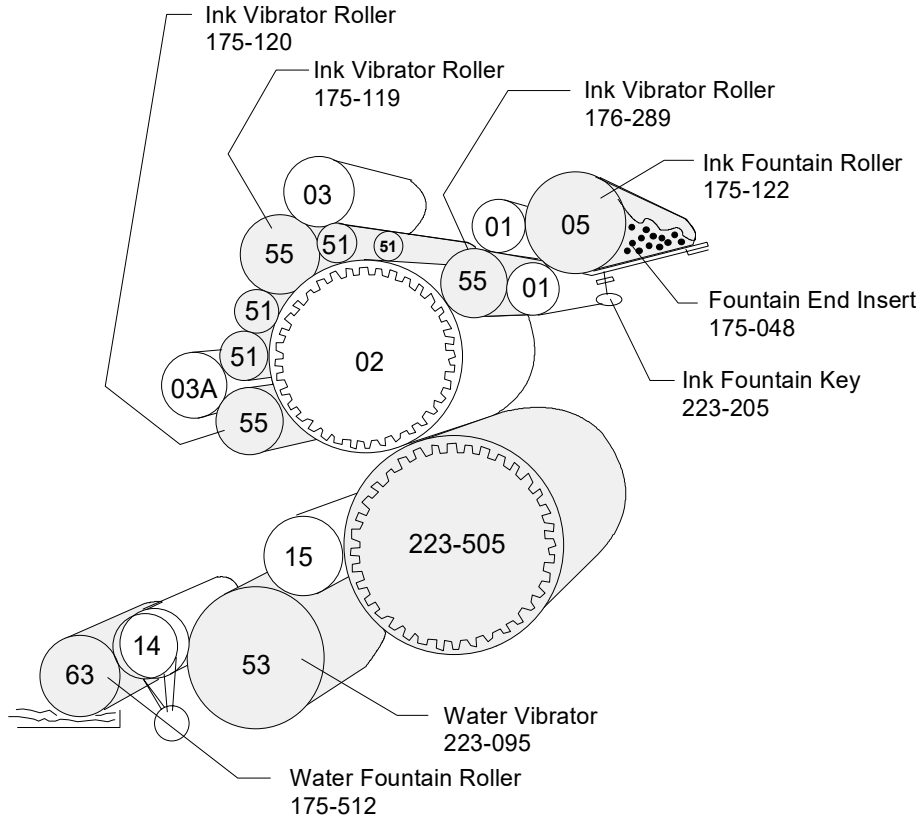 Ink Vibrator Roller
175-120
Ink Vibrator Roller
175-119
Ink Vibrator Roller
176-289
Ink Fountain Roller
175-122
03
01
05
51
51
55
55
01
51
Fountain End Insert
175-048
51
02
03A
Ink Fountain Key
223-205
55
223-505
15
14
63
53
Water Vibrator
223-095
Water Fountain Roller
175-512